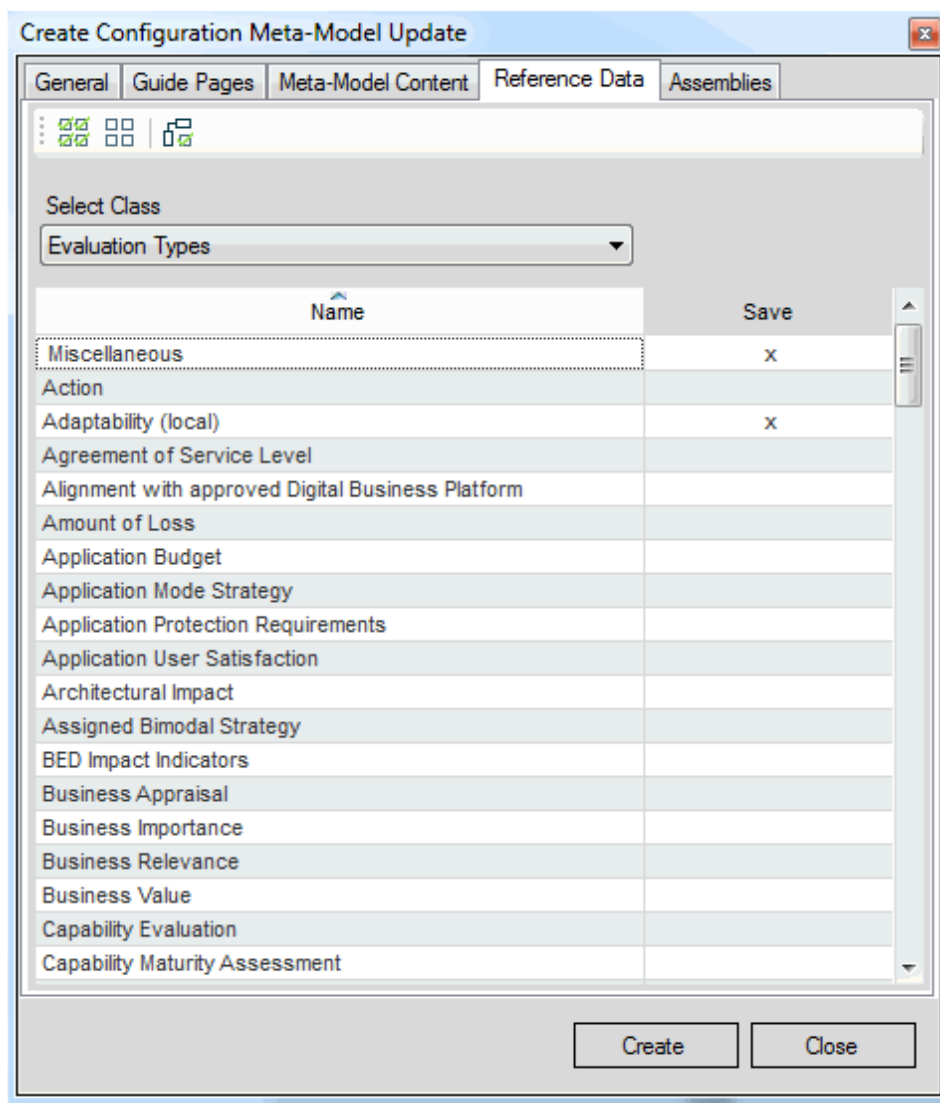 Create Configuration Meta-Model Update
General Guide Pages Meta-Model Content Reference Data Assemblies
Select Class
Evaluation Types
Name Save
Miscellaneous x
Action
Adaptability (local) x
Agreement of Service Level
Alignment with approved Digital Business Platform
Amount of Loss
Application Budget
Application Mode Strategy
Application Protection Requirements
Application User Satisfaction
Architectural Impact
Assigned Bimodal Strategy
BED Impact Indicators
Business Appraisal
Business Importance
Business Relevance
Business Value
Capability Evaluation
Capability Maturity Assessment
Create Close